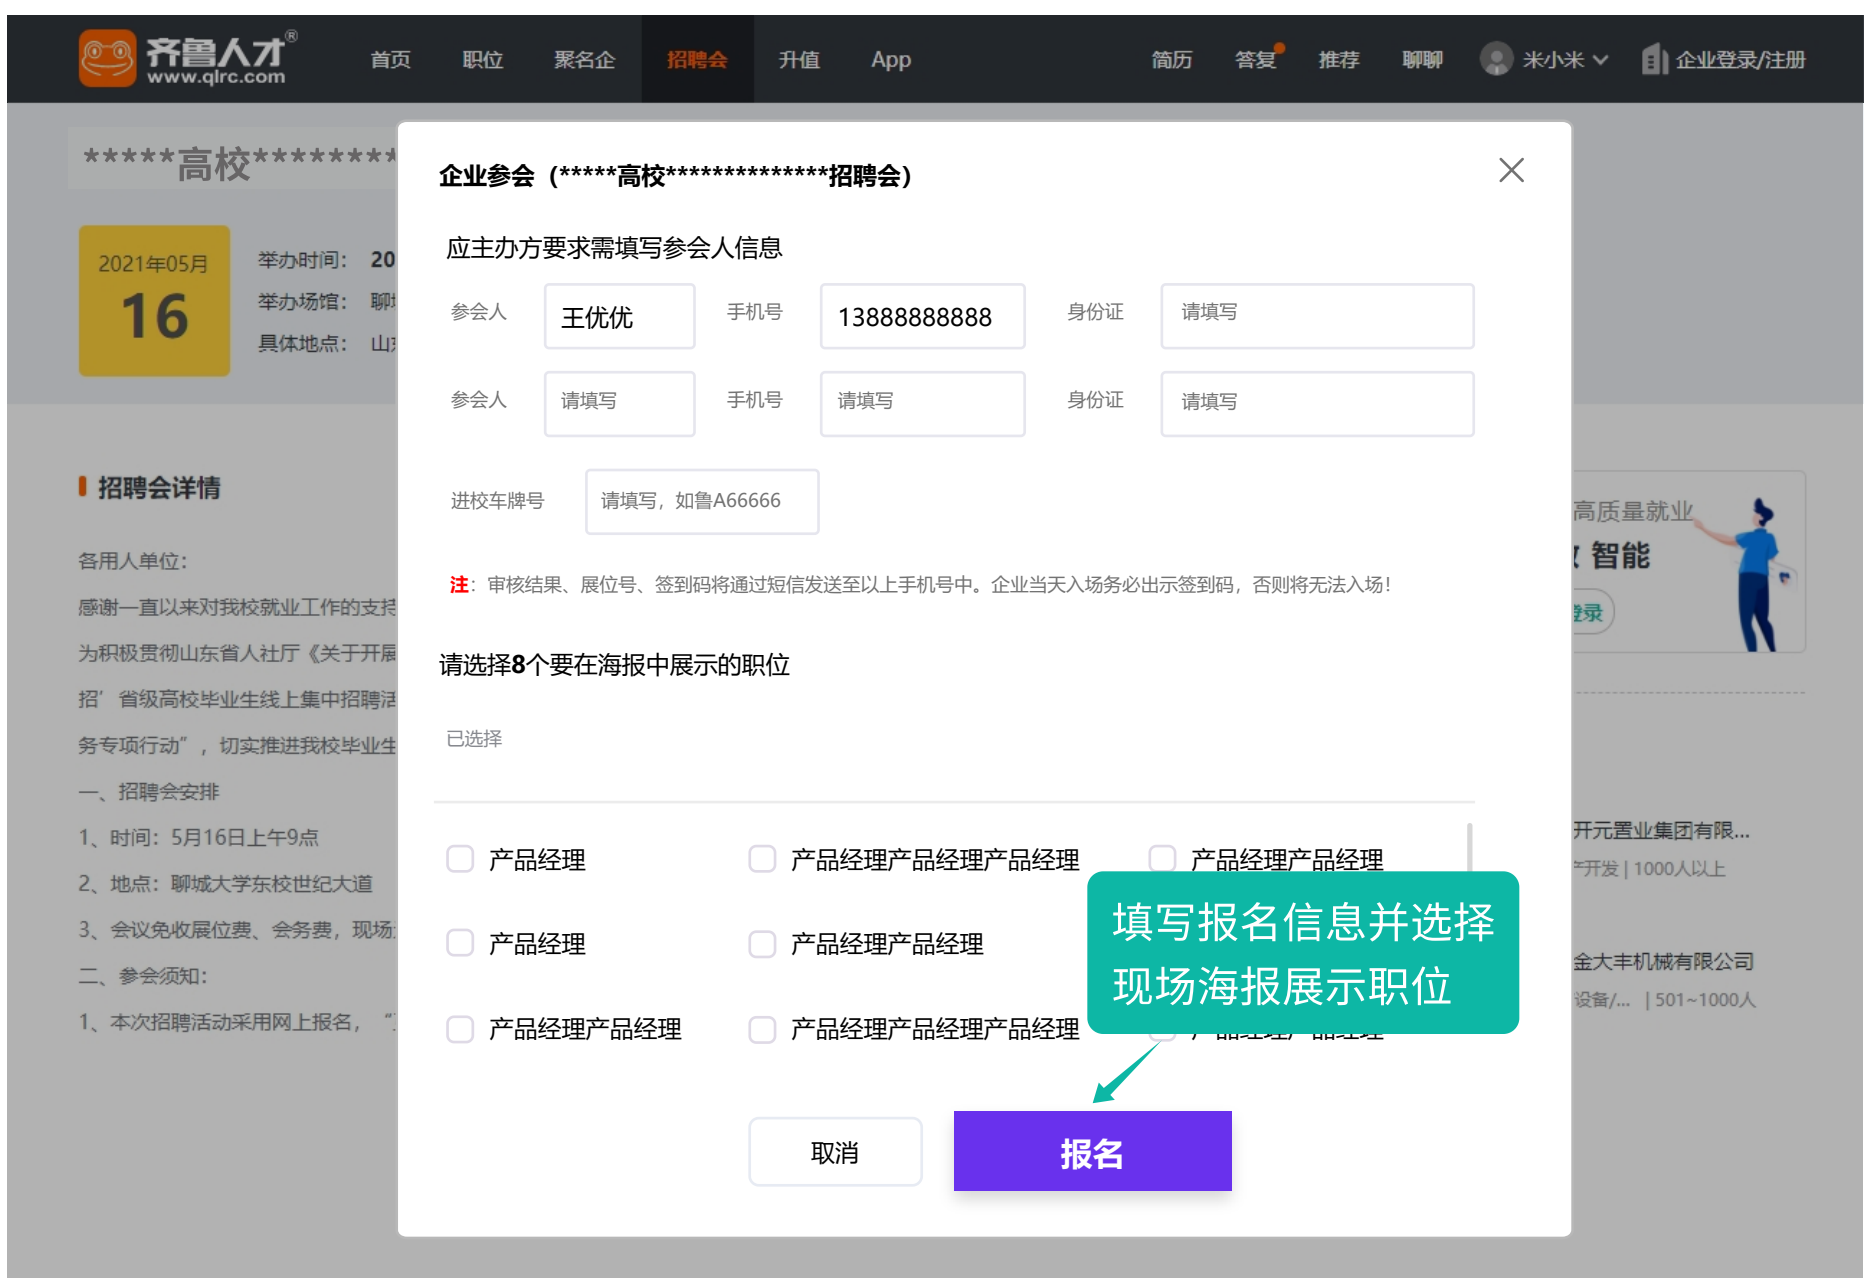 齐鲁人才®
www.qlrc.com
首页 职位 聚名企 招聘会 升值 App 简历 答复 推荐 聊聊 米小米 企业登录/注册
*****高校*********
2021年05月
16
举办时间： 20
举办场馆：
具体地点： 山
企业参会（*****高校**************招聘会）
应主办方要求需填写参会人信息
参会人 王优优 手机号 13888888888 身份证 请填写
参会人 请填写 手机号 请填写 身份证 请填写
进校车牌号 请填写，如鲁A66666
注：审核结果、展位号、签到码将通过短信发送至以上手机号中。企业当天入场务必出示签到码，否则将无法入场！
请选择8个要在海报中展示的职位
已选择
产品经理 产品经理产品经理产品经理 产品经理产品经理
产品经理 产品经理产品经理
产品经理产品经理 产品经理产品经理产品经理 产品经理产品经理
填写报名信息并选择
现场海报展示职位
取消 报名
招聘会详情
各用人单位：
感谢一直以来对我校就业工作的支持
为积极贯彻山东省人社厅《关于开展
招’省级高校毕业生线上集中招聘活
务专项行动”，切实推进我校毕业生
一、招聘会安排
1、时间：5月16日上午9点
2、地点：聊城大学东校世纪大道
3、会议免收展位费、会务费，现场
二、参会须知：
1、本次招聘活动采用网上报名，“
高质量就业
智能
登录
开元置业集团有限...
开发 | 1000人以上
金大丰机械有限公司
设备/... | 501~1000人